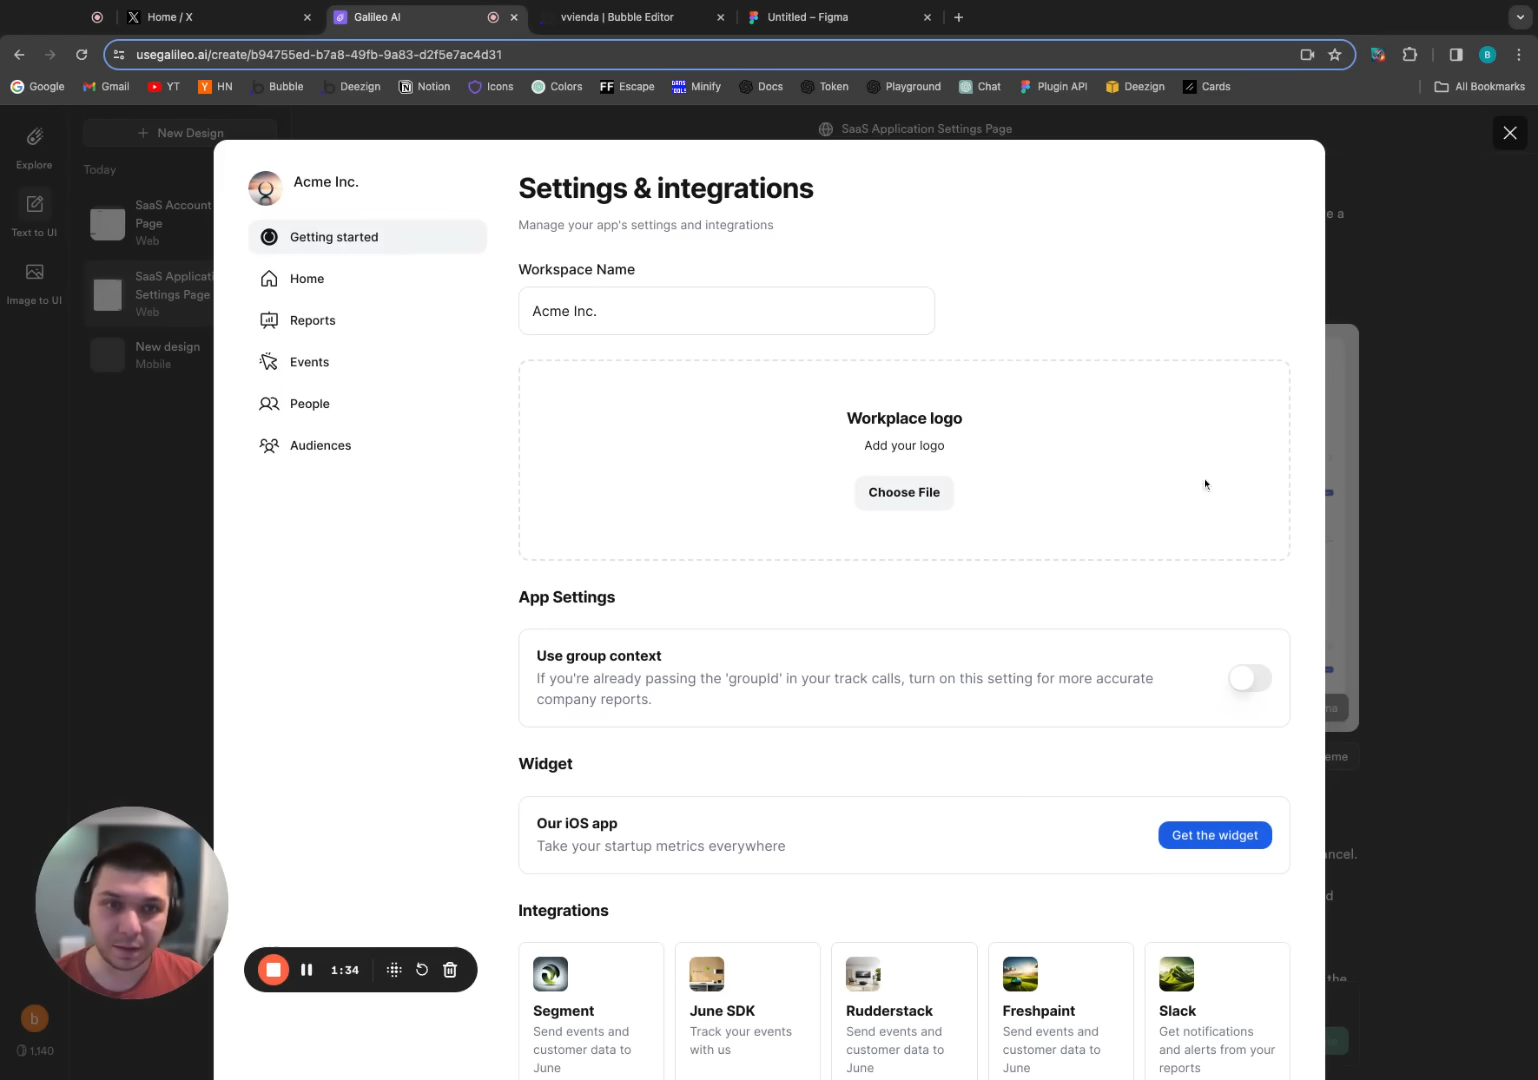 Home / X
Galileo AI
vvienda | Bubble Editor
Untitled – Figma
usegalileo.ai/create/b94755ed-b7a8-49fb-9a83-d2f5e7ac4d31
B
Google
Gmail
YT
HN
Bubble
Deezign
Notion
Icons
Colors
FF Escape
Minify
Docs
Token
Playground
Chat
Plugin API
Deezign
Cards
All Bookmarks
Explore
Text to UI
Image to UI
New Design
Today
SaaS Account
Page
Web
SaaS Applicati
Settings Page
Web
New design
Mobile
SaaS Application Settings Page
Acme Inc.
Getting started
Home
Reports
Events
People
Audiences
Settings & integrations
Manage your app's settings and integrations
Workspace Name
Acme Inc.
Workplace logo
Add your logo
Choose File
App Settings
Use group context
If you're already passing the 'groupId' in your track calls, turn on this setting for more accurate
company reports.
Widget
Our iOS app
Take your startup metrics everywhere
Get the widget
Integrations
Segment
Send events and
customer data to
June
June SDK
Track your events
with us
Rudderstack
Send events and
customer data to
June
Freshpaint
Send events and
customer data to
June
Slack
Get notifications
and alerts from your
reports
e a
ma
eme
ancel.
d
the
1:34
b
1,140